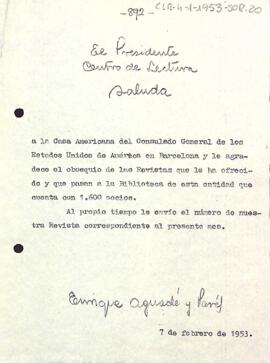 -892-
CLR-4-1-1953-SOR.20
El Presidente
Centro de Lectura
Saluda
a la Casa Americana del Consulado General de los
Estados Unidos de América en Barcelona y le agra-
dece el obsequio de las Revistas que le ha ofreci-
do y que pasan a la Biblioteca de esta entidad que
cuenta con 1.600 socios.
Al propio tiempo le envío el número de nues-
tra Revista correspondiente al presente mes.
Enrique Aguadé y Parés
7 de febrero de 1953.